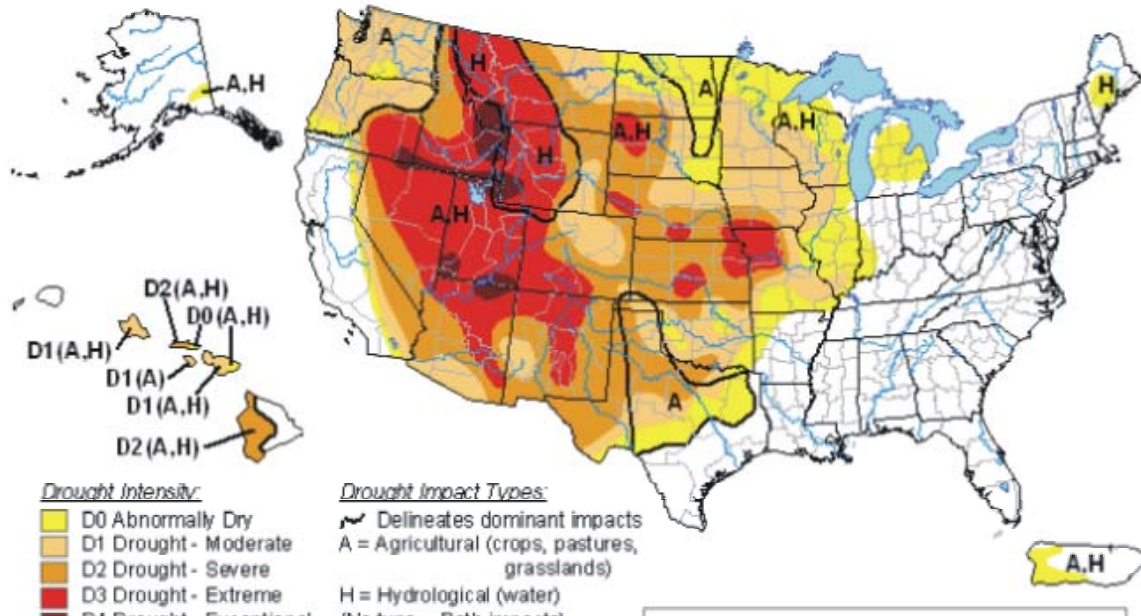 A
A,H
H
A
H
A,H
A,H
H
A,H
D2(A,H)
D0(A,H)
D1(A,H)
D1(A)
D1(A,H)
D2(A,H)
A
A,H
Drought Intensity:
D0 Abnormally Dry
D1 Drought - Moderate
D2 Drought - Severe
D3 Drought - Extreme
Drought Impact Types:
Delineates dominant impacts
A = Agricultural (crops, pastures,
grasslands)
H = Hydrological (water)